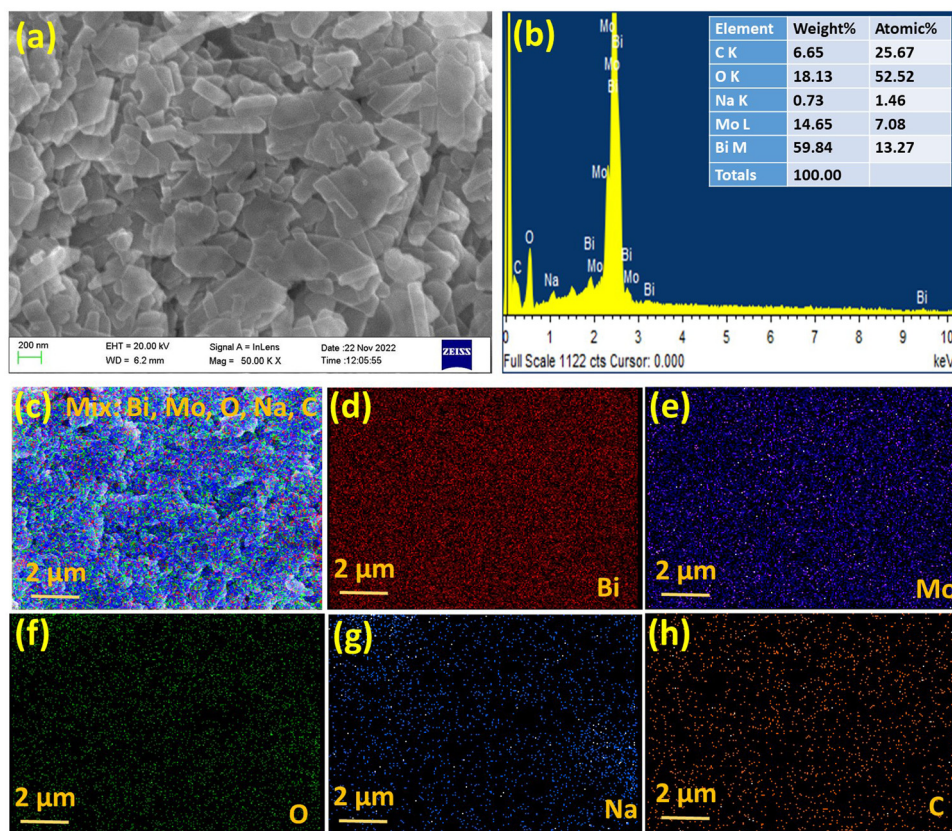 (a)
200 nm
EHT = 20.00 kV
WD = 6.2 mm
Signal A = InLens
Mag = 50.00 K X
Date :22 Nov 2022
Time :12:05:55
ZEISS
(b)
Mo
Bi
Mo
Bi
Mo
O
C
Na
Bi
Mo
Bi
Mo
Bi
Bi
0 1 2 3 4 5 6 7 8 9 10
Full Scale 1122 cts Cursor: 0.000
keV
Element Weight% Atomic%
C K 6.65 25.67
O K 18.13 52.52
Na K 0.73 1.46
Mo L 14.65 7.08
Bi M 59.84 13.27
Totals 100.00
(c) Mix: Bi, Mo, O, Na, C
2 µm
(d)
2 µm
Bi
(e)
2 µm
Mo
(f)
2 µm
O
(g)
2 µm
Na
(h)
2 µm
C